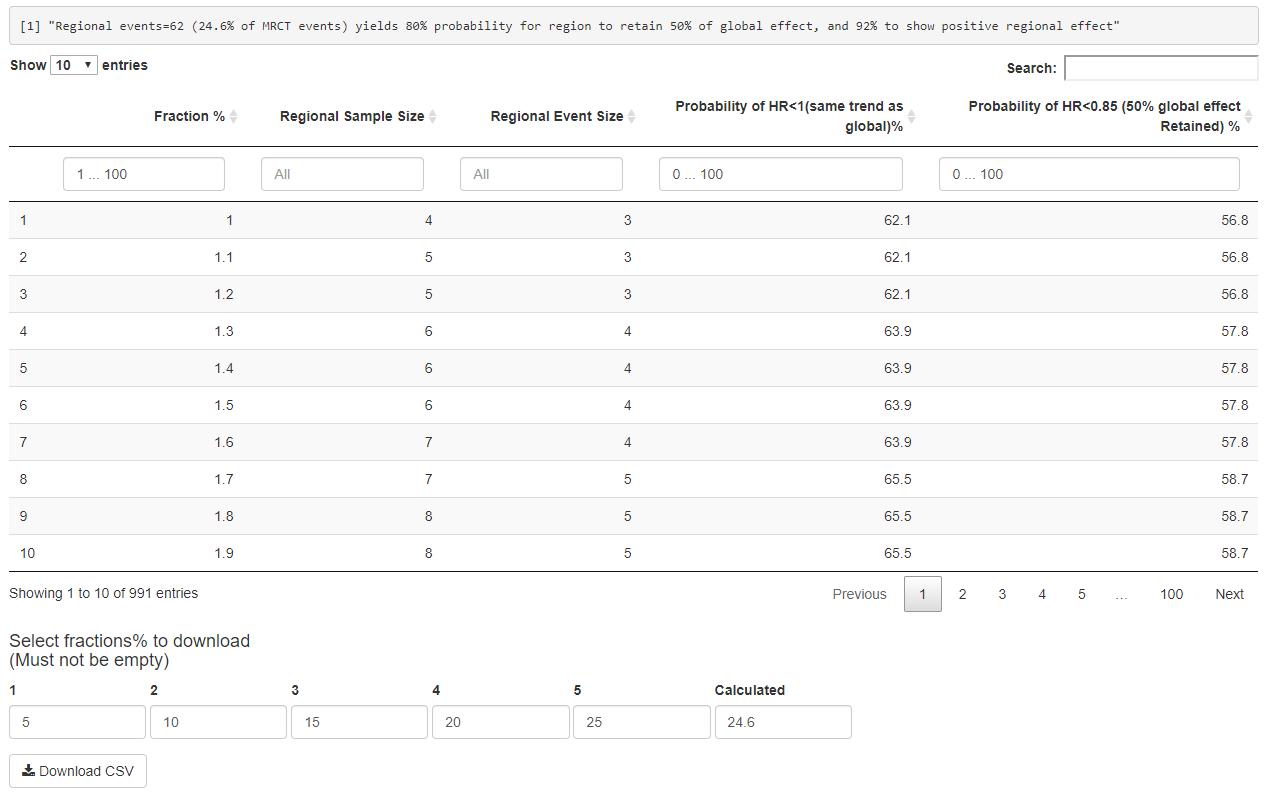 [1] "Regional events=62 (24.6% of MRCT events) yields 80% probability for region to retain 50% of global effect, and 92% to show positive regional effect"
Show 10 entries
Search:
Fraction % Regional Sample Size Regional Event Size Probability of HR<1(same trend as Probability of HR<0.85 (50% global effect
global)% Retained) %
1 ... 100 All All 0 ... 100 0 ... 100
1 1 4 3 62.1 56.8
2 1.1 5 3 62.1 56.8
3 1.2 5 3 62.1 56.8
4 1.3 6 4 63.9 57.8
5 1.4 6 4 63.9 57.8
6 1.5 6 4 63.9 57.8
7 1.6 7 4 63.9 57.8
8 1.7 7 5 65.5 58.7
9 1.8 8 5 65.5 58.7
10 1.9 8 5 65.5 58.7
Showing 1 to 10 of 991 entries
Previous 1 2 3 4 5 … 100 Next
Select fractions% to download
(Must not be empty)
1 2 3 4 5 Calculated
5 10 15 20 25 24.6
Download CSV